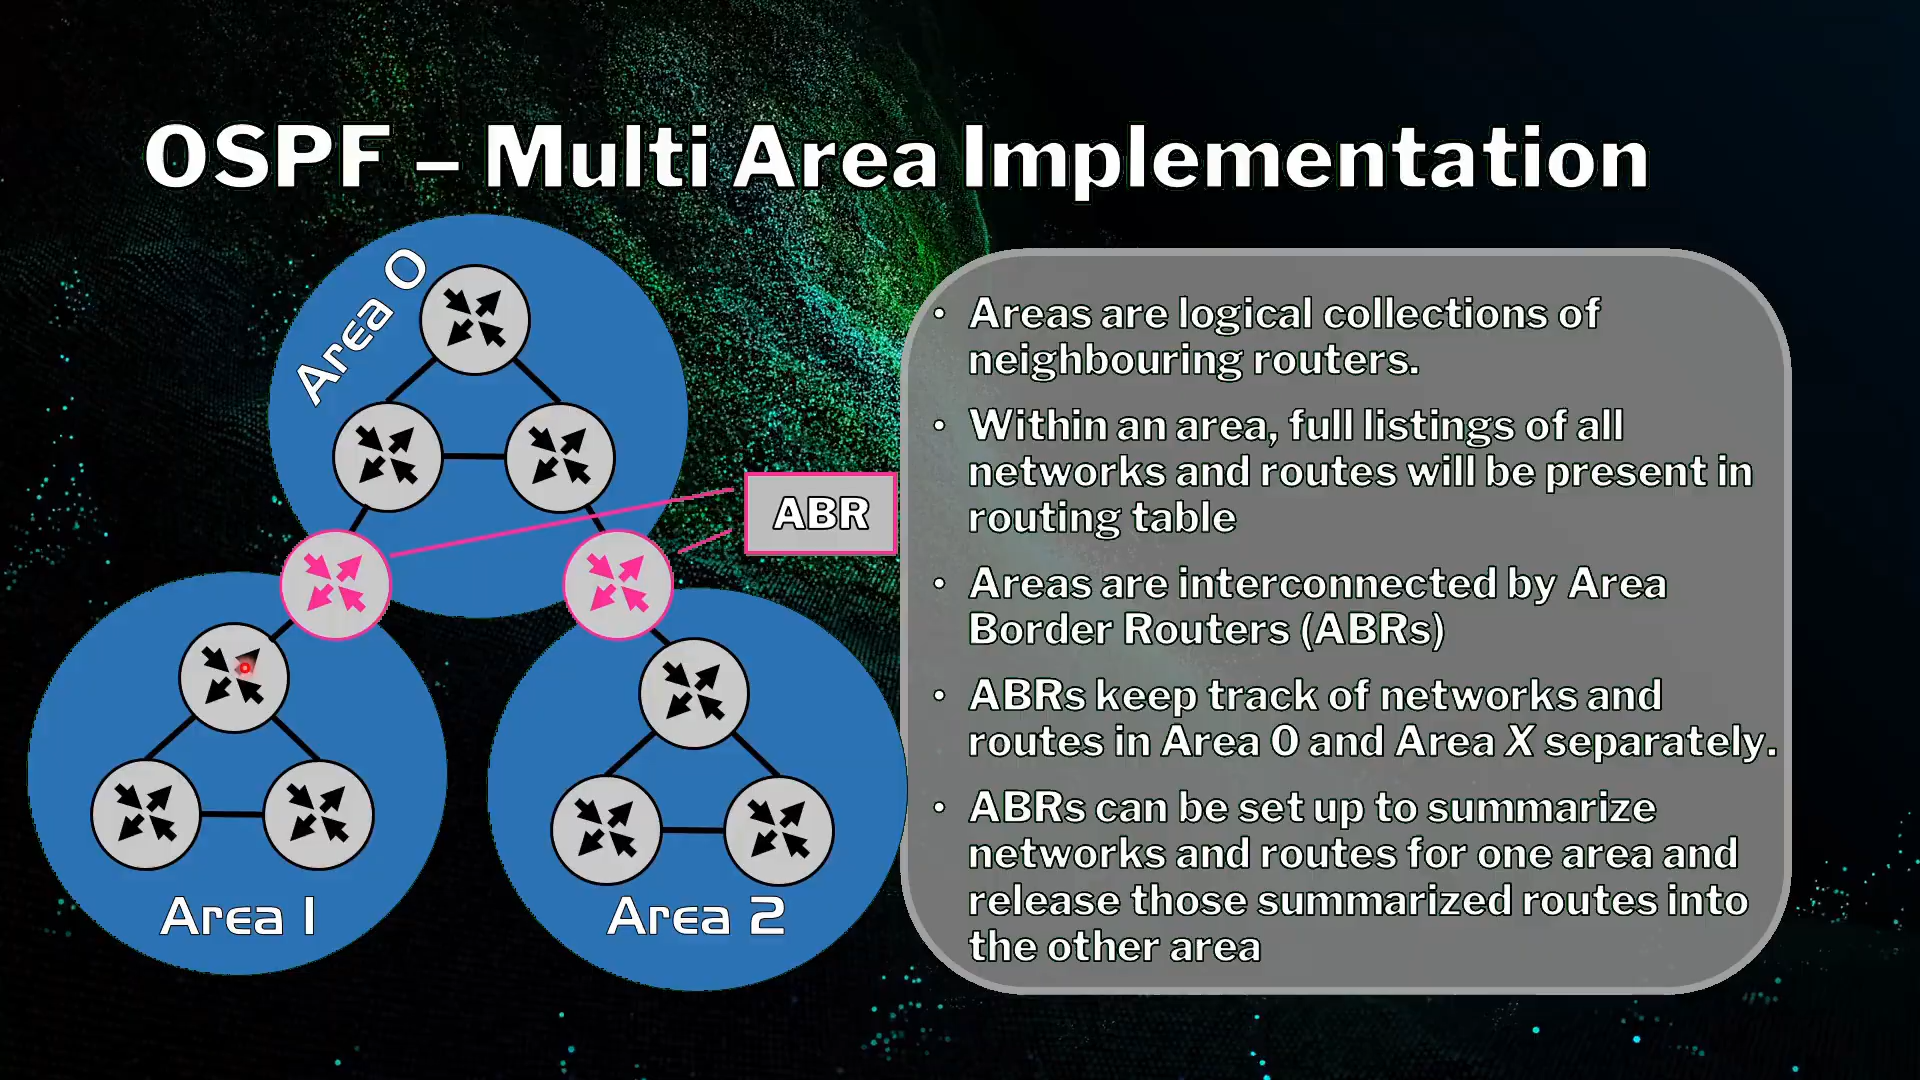 OSPF – Multi Area Implementation
Area 0
ABR
Area 1
Area 2
• Areas are logical collections of
neighbouring routers.
• Within an area, full listings of all
networks and routes will be present in
routing table
• Areas are interconnected by Area
Border Routers (ABRs)
• ABRs keep track of networks and
routes in Area 0 and Area X separately.
• ABRs can be set up to summarize
networks and routes for one area and
release those summarized routes into
the other area